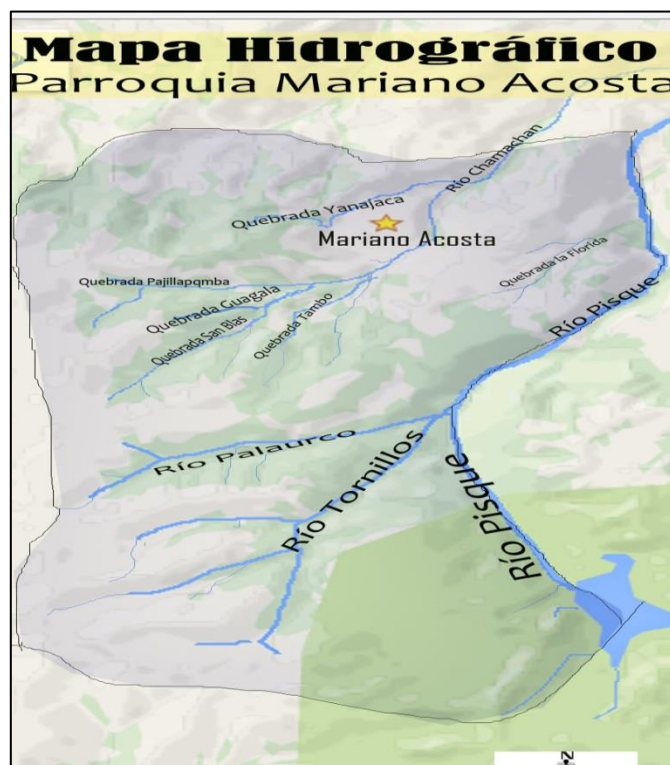 Mapa Hidrográfico
Parroquia Mariano Acosta
Río Chamachan
Quebrada Yanajaca
Mariano Acosta
Quebrada la Florida
Quebrada Pajillapqmba
Río Pisque
Quebrada Guagala
Quebrada San Blas
Quebrada Tambo
Río Palaurco
Río Tornillos
Río Pisque